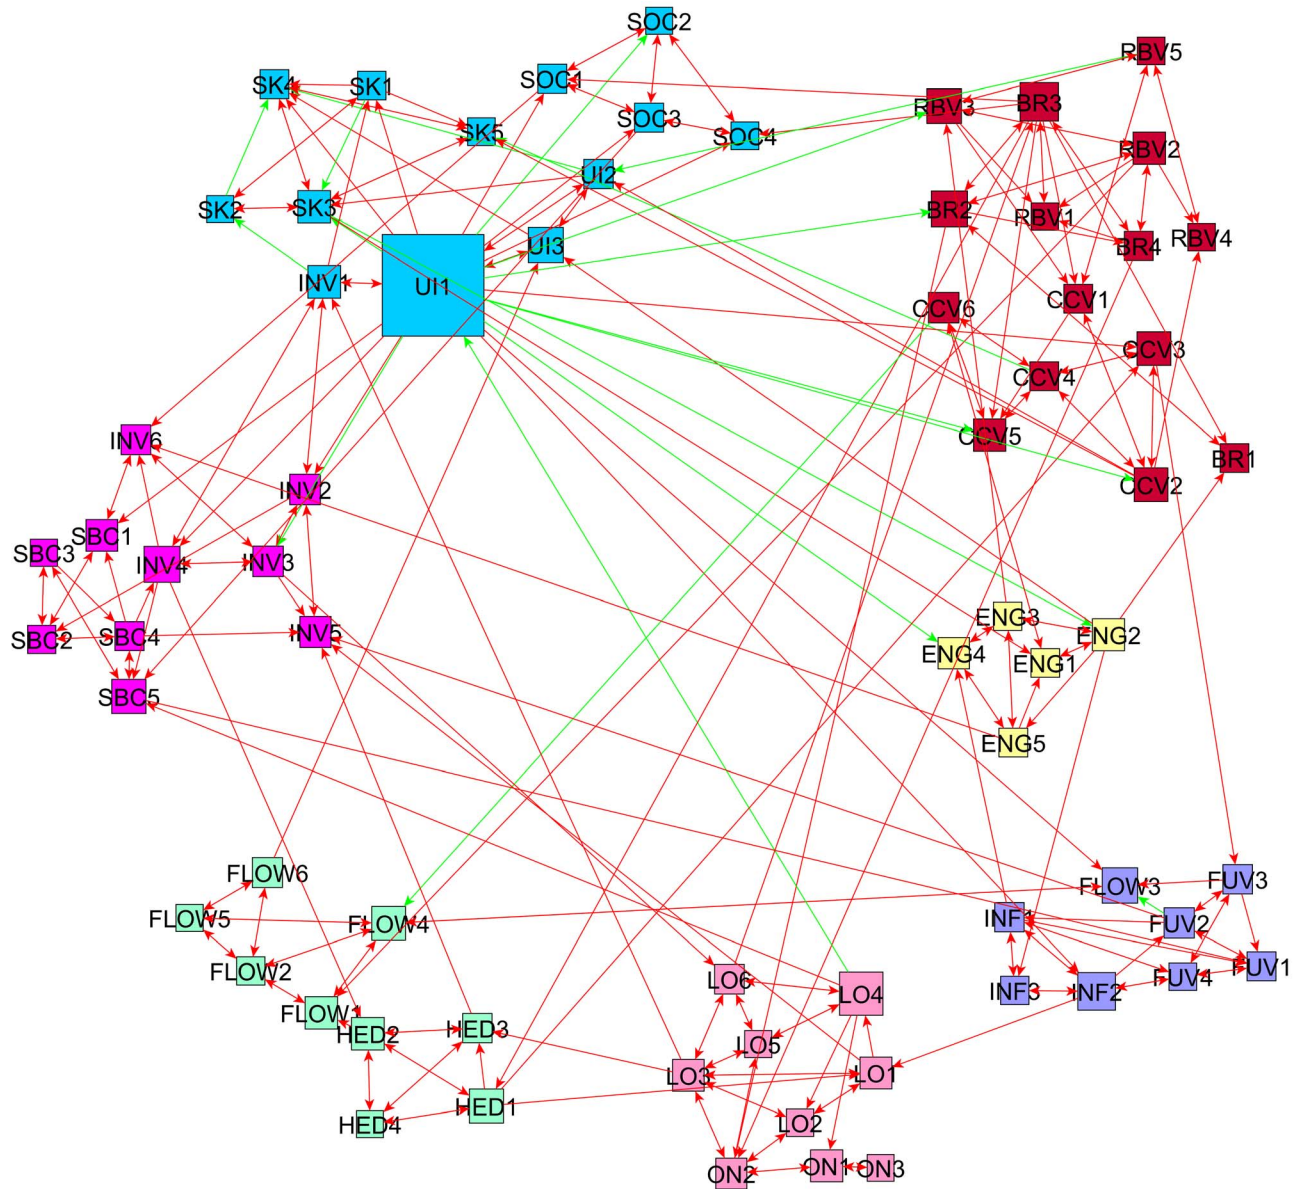 SOC2
SOC1
RBV5
SK4
SK1
RBV3
BR3
SOC3
SK5
SOC4
RBV2
UI2
SK2
SK3
BR2
RBV1
UI3
BR4
RBV4
INV1
UI1
CCV1
CCV6
CCV3
CCV4
INV6
CCV5
BR1
CCV2
INV2
SBC1
SBC3
INV4
INV3
ENG3
SBC2
SBC4
INV5
ENG2
ENG4
ENG1
SBC5
ENG5
FLOW6
FLOW3
FUV3
FLOW5
FLOW4
INF1
FUV2
FLOW2
LO6
FUV4
FUV1
LO4
INF3
INF2
FLOW1
HED2
HED3
LO5
LO3
LO1
HED4
HED1
LO2
ON2
ON1
ON3